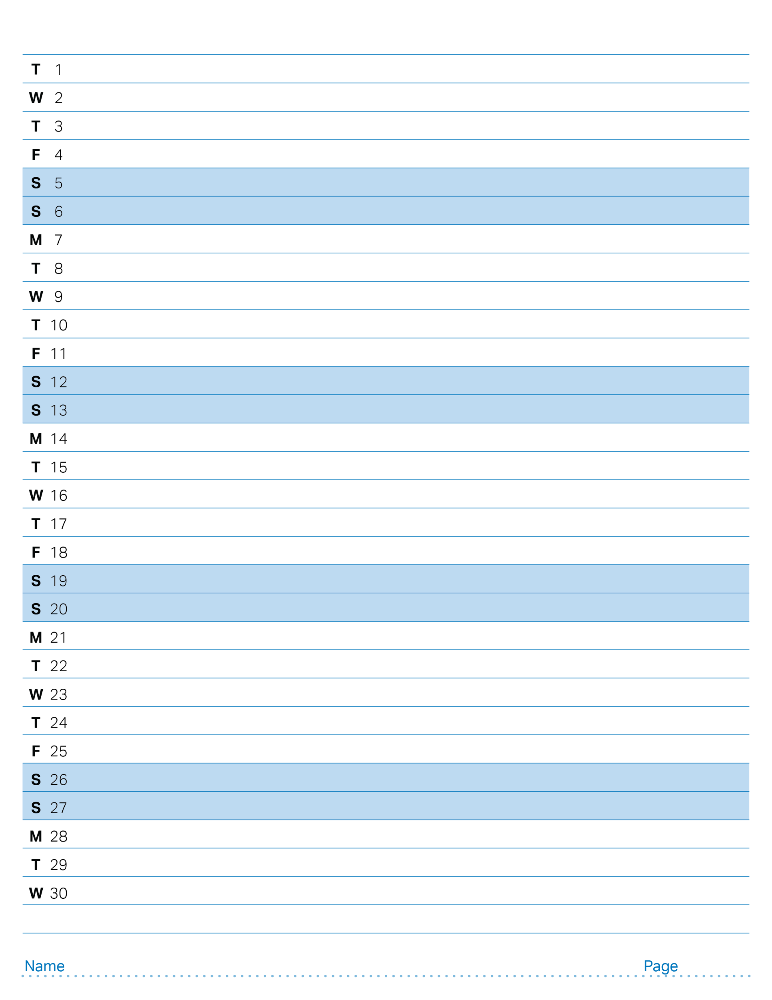 T 1
W 2
T 3
F 4
S 5
S 6
M 7
T 8
W 9
T 10
F 11
S 12
S 13
M 14
T 15
W 16
T 17
F 18
S 19
S 20
M 21
T 22
W 23
T 24
F 25
S 26
S 27
M 28
T 29
W 30
Name Page